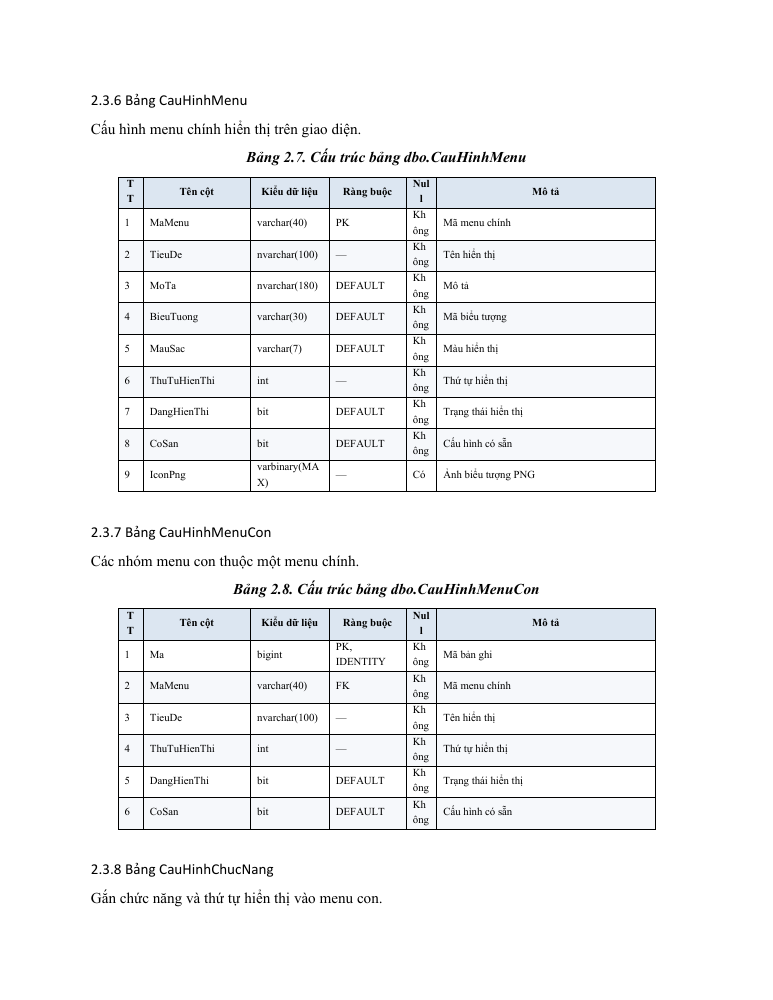 2.3.6 Bảng CauHinhMenu
Cấu hình menu chính hiển thị trên giao diện.
Bảng 2.7. Cấu trúc bảng dbo.CauHinhMenu
TT Tên cột Kiểu dữ liệu Ràng buộc Null Mô tả
1 MaMenu varchar(40) PK Không Mã menu chính
2 TieuDe nvarchar(100) — Không Tên hiển thị
3 MoTa nvarchar(180) DEFAULT Không Mô tả
4 BieuTuong varchar(30) DEFAULT Không Mã biểu tượng
5 MauSac varchar(7) DEFAULT Không Màu hiển thị
6 ThuTuHienThi int — Không Thứ tự hiển thị
7 DangHienThi bit DEFAULT Không Trạng thái hiển thị
8 CoSan bit DEFAULT Không Cấu hình có sẵn
9 IconPng varbinary(MAX) — Có Ảnh biểu tượng PNG
2.3.7 Bảng CauHinhMenuCon
Các nhóm menu con thuộc một menu chính.
Bảng 2.8. Cấu trúc bảng dbo.CauHinhMenuCon
TT Tên cột Kiểu dữ liệu Ràng buộc Null Mô tả
1 Ma bigint PK, IDENTITY Không Mã bản ghi
2 MaMenu varchar(40) FK Không Mã menu chính
3 TieuDe nvarchar(100) — Không Tên hiển thị
4 ThuTuHienThi int — Không Thứ tự hiển thị
5 DangHienThi bit DEFAULT Không Trạng thái hiển thị
6 CoSan bit DEFAULT Không Cấu hình có sẵn
2.3.8 Bảng CauHinhChucNang
Gắn chức năng và thứ tự hiển thị vào menu con.